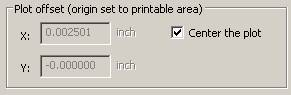 Plot offset (origin set to printable area)
X: 0.002501 inch Center the plot
Y: -0.000000 inch